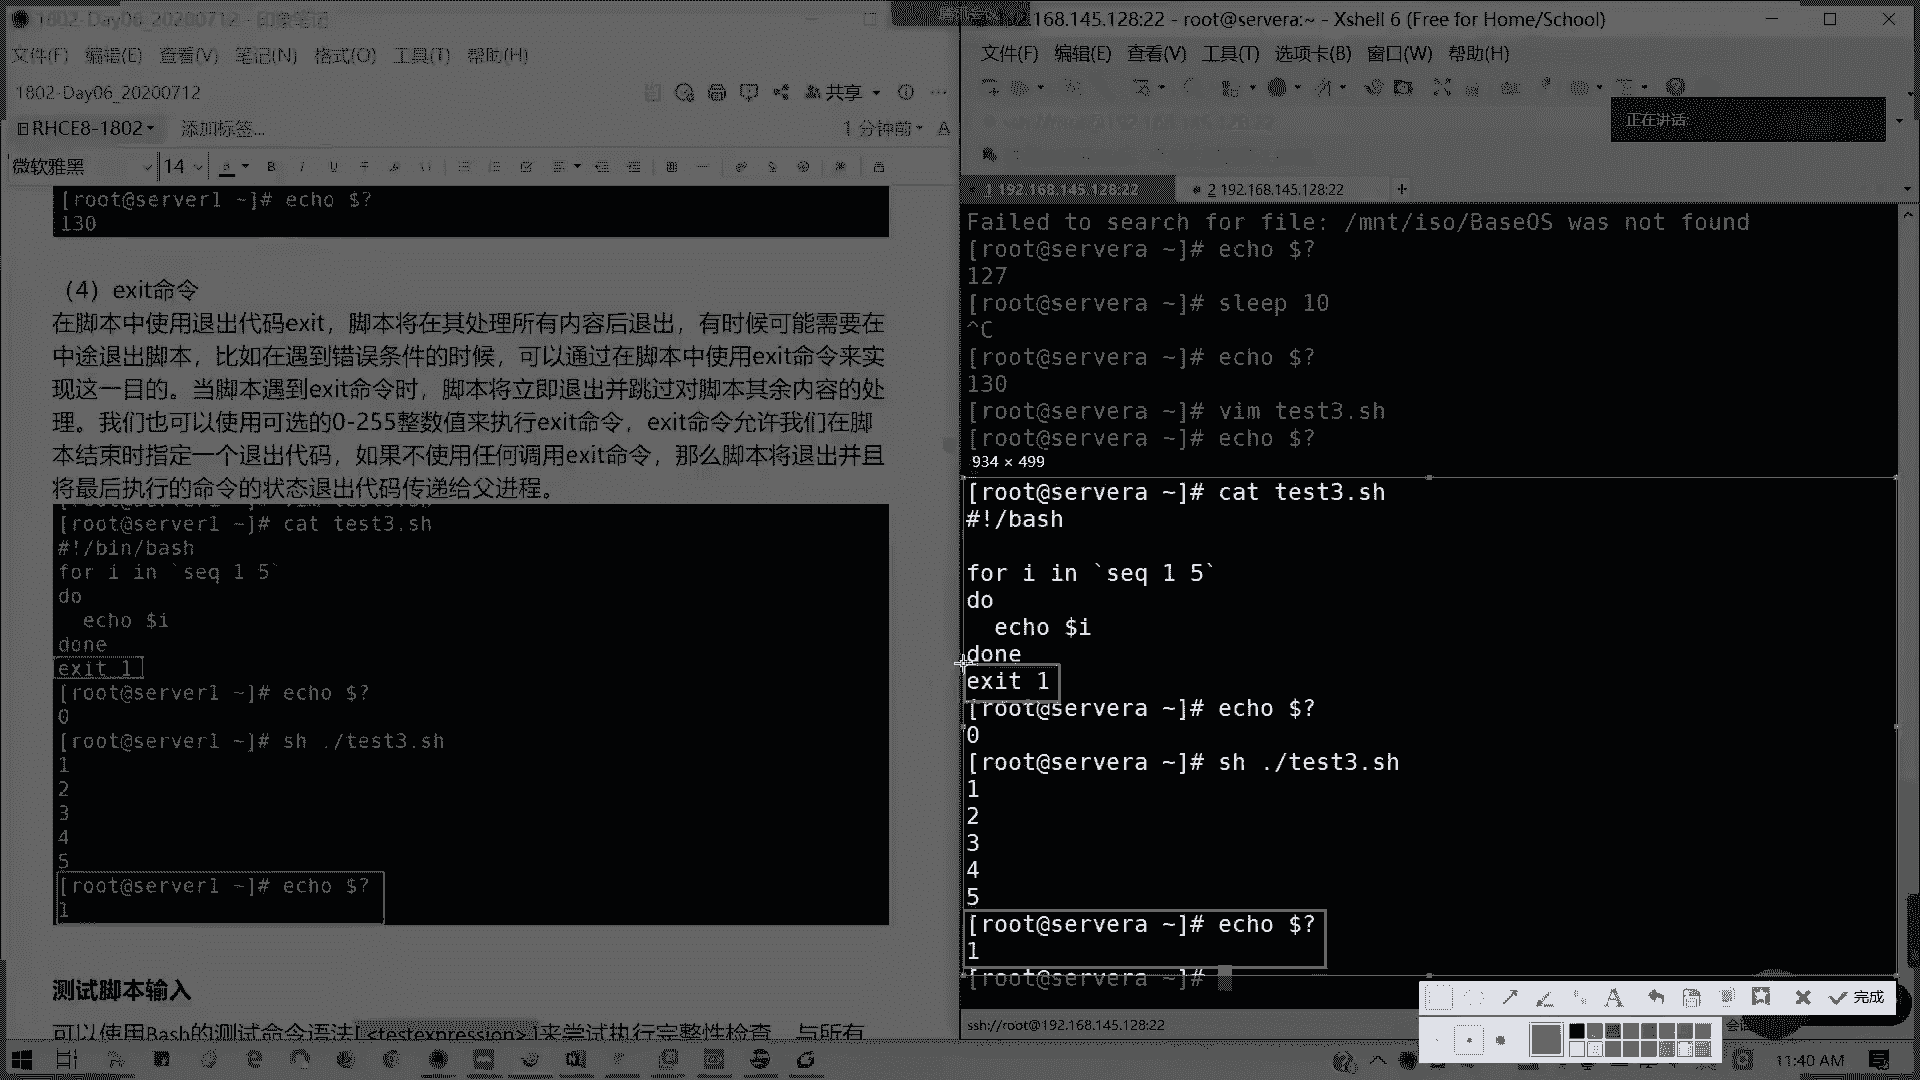 1802-Day06_20200712 - 印象笔记
文件(F) 编辑(E) 查看(V) 笔记(N) 格式(O) 工具(T) 帮助(H)
1802-Day06_20200712
共享
RHCE8-1802
添加标签...
1 分钟前
微软雅黑
14
[root@server1 ~]# echo $?
130
（4）exit命令
在脚本中使用退出代码exit，脚本将在其处理所有内容后退出，有时候可能需要在
中途退出脚本，比如在遇到错误条件的时候，可以通过在脚本中使用exit命令来实
现这一目的。当脚本遇到exit命令时，脚本将立即退出并跳过对脚本其余内容的处
理。我们也可以使用可选的0-255整数值来执行exit命令，exit命令允许我们在脚
本结束时指定一个退出代码，如果不使用任何调用exit命令，那么脚本将退出并且
将最后执行的命令的状态退出代码传递给父进程。
[root@server1 ~]# cat test3.sh
#!/bin/bash
for i in `seq 1 5`
do
  echo $i
done
exit 1
[root@server1 ~]# echo $?
0
[root@server1 ~]# sh ./test3.sh
1
2
3
4
5
[root@server1 ~]# echo $?
1
测试脚本输入
可以使用Bash的测试命令语法[ <testexpression> ]来尝试执行完整性检查，与所有
.168.145.128:22 - root@servera:~ - Xshell 6 (Free for Home/School)
文件(F) 编辑(E) 查看(V) 工具(T) 选项卡(B) 窗口(W) 帮助(H)
ssh://root@192.168.145.128:22
正在讲话:
1 192.168.145.128:22
2 192.168.145.128:22
+
Failed to search for file: /mnt/iso/BaseOS was not found
[root@servera ~]# echo $?
127
[root@servera ~]# sleep 10
^C
[root@servera ~]# echo $?
130
[root@servera ~]# vim test3.sh
[root@servera ~]# echo $?
934 × 499
[root@servera ~]# cat test3.sh
#!/bash
for i in `seq 1 5`
do
  echo $i
done
exit 1
[root@servera ~]# echo $?
0
[root@servera ~]# sh ./test3.sh
1
2
3
4
5
[root@servera ~]# echo $?
1
[root@servera ~]#
完成
ssh://root@192.168.145.128:22
11:40 AM